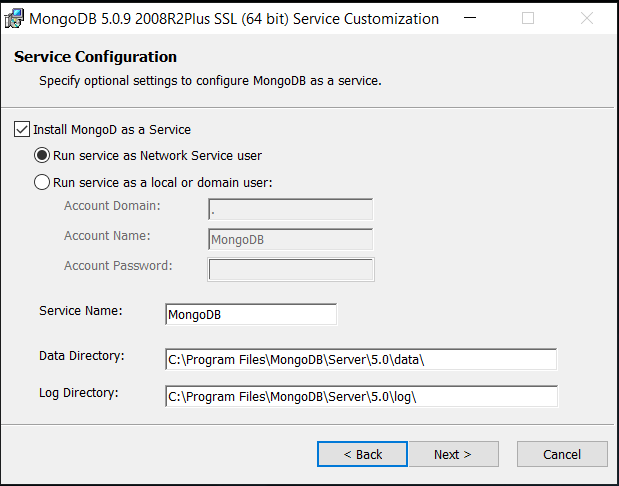 MongoDB 5.0.9 2008R2Plus SSL (64 bit) Service Customization
Service Configuration
Specify optional settings to configure MongoDB as a service.
Install MongoD as a Service
Run service as Network Service user
Run service as a local or domain user:
Account Domain: .
Account Name: MongoDB
Account Password:
Service Name: MongoDB
Data Directory: C:\Program Files\MongoDB\Server\5.0\data\
Log Directory: C:\Program Files\MongoDB\Server\5.0\log\
< Back Next > Cancel